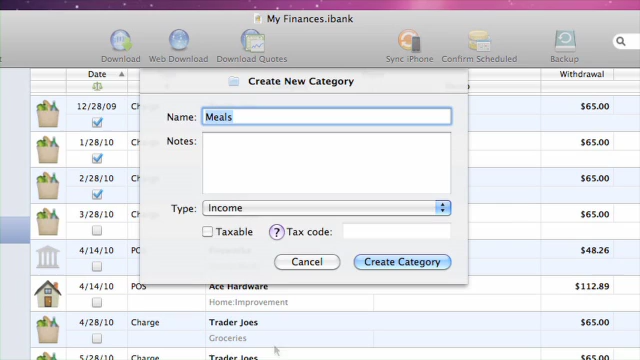 My Finances.ibank
Download
Web Download
Download Quotes
Sync iPhone
Confirm Scheduled
Backup
Date
Withdrawal
Create New Category
Name: Meals
Notes:
Type: Income
Taxable
? Tax code:
Cancel
Create Category
12/28/09 $65.00
1/28/10 $65.00
2/28/10 $65.00
3/28/10 $65.00
4/14/10 POS $48.26
4/14/10 POS Ace Hardware $112.89
Home:Improvement
4/28/10 Charge Trader Joes $65.00
Groceries
5/28/10 Charge Trader Joes $65.00